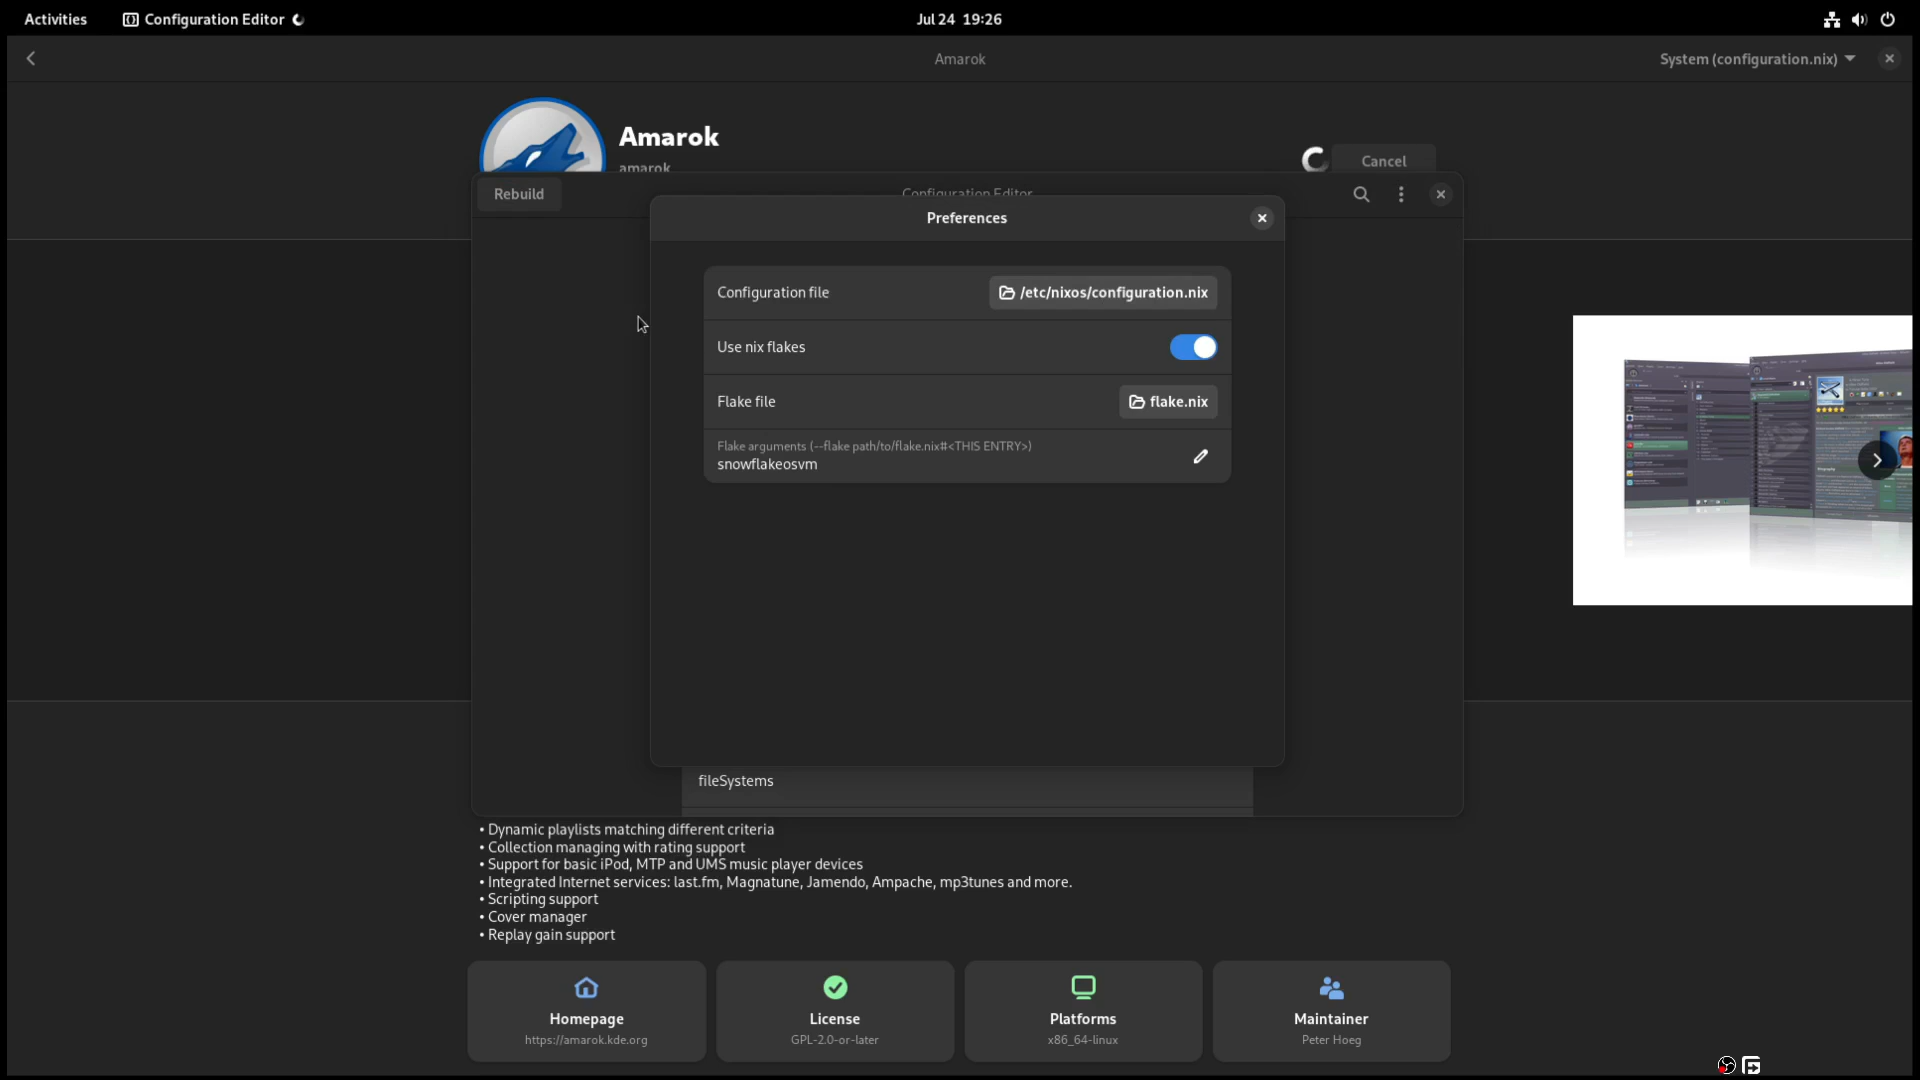 Activities
Configuration Editor
Jul 24 19:26
Amarok
System (configuration.nix)
Amarok
amarok
Cancel
Rebuild
Configuration Editor
Preferences
Configuration file
/etc/nixos/configuration.nix
Use nix flakes
Flake file
flake.nix
Flake arguments (--flake path/to/flake.nix#<THIS ENTRY>)
snowflakeosvm
fileSystems
• Dynamic playlists matching different criteria
• Collection managing with rating support
• Support for basic iPod, MTP and UMS music player devices
• Integrated Internet services: last.fm, Magnatune, Jamendo, Ampache, mp3tunes and more.
• Scripting support
• Cover manager
• Replay gain support
Homepage
https://amarok.kde.org
License
GPL-2.0-or-later
Platforms
x86_64-linux
Maintainer
Peter Hoeg